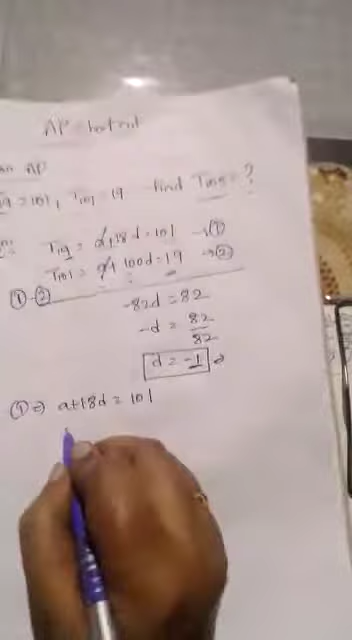 an AP
T19 = 101, T101 = 19 find T₁₁₉ = ?
T19 = a+18d = 101 →①
T101 = a+ 100d = 19 →②
①-②
-82d = 82
-d = 82/82
d = -1
①⇒ a+18d = 101